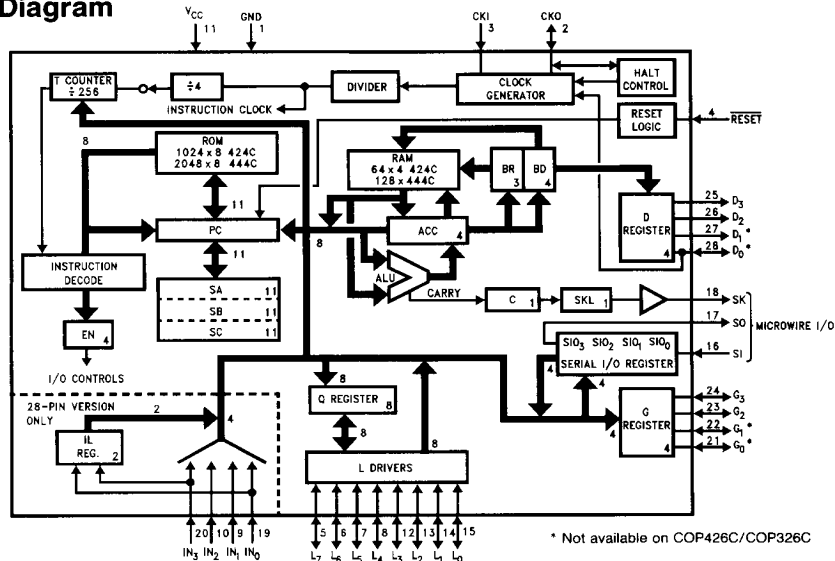 Diagram
VCC 11
GND 1
CKI 3
CKO 2
T COUNTER ÷ 256
÷4
DIVIDER
CLOCK GENERATOR
HALT CONTROL
INSTRUCTION CLOCK
RESET LOGIC
4 RESET
8
ROM
1024 x 8 424C
2048 x 8 444C
RAM
64 x 4 424C
128 x 444C
BR 3
BD 4
11
PC
8
ACC 4
D REGISTER 4
25 D3
26 D2
27 D1*
28 D0*
11
INSTRUCTION DECODE
SA 11
SB 11
SC 11
ALU
CARRY
C 1
SKL 1
18 SK
17 SO
16 SI
MICROWIRE I/O
EN 4
I/O CONTROLS
SIO3 SIO2 SIO1 SIO0
SERIAL I/O REGISTER
4
4
28-PIN VERSION ONLY
2
4
IL REG. 2
8
Q REGISTER 8
8
8
L DRIVERS
G REGISTER 4
4
24 G3
23 G2
22 G1*
21 G0*
20 10 9 19
IN3 IN2 IN1 IN0
5 6 7 8 12 13 14 15
L7 L6 L5 L4 L3 L2 L1 L0
* Not available on COP426C/COP326C